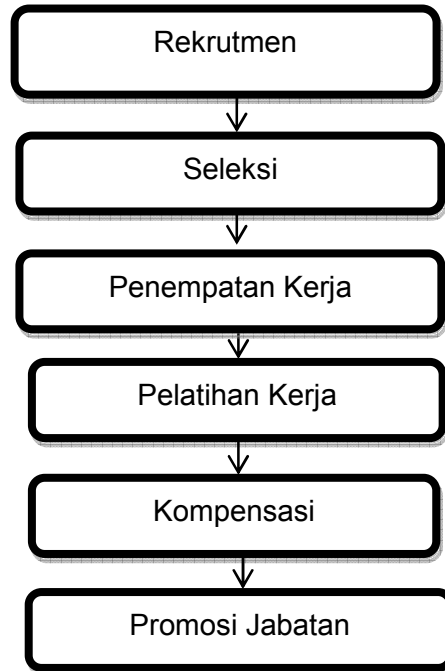 Rekrutmen
Seleksi
Penempatan Kerja
Pelatihan Kerja
Kompensasi
Promosi Jabatan